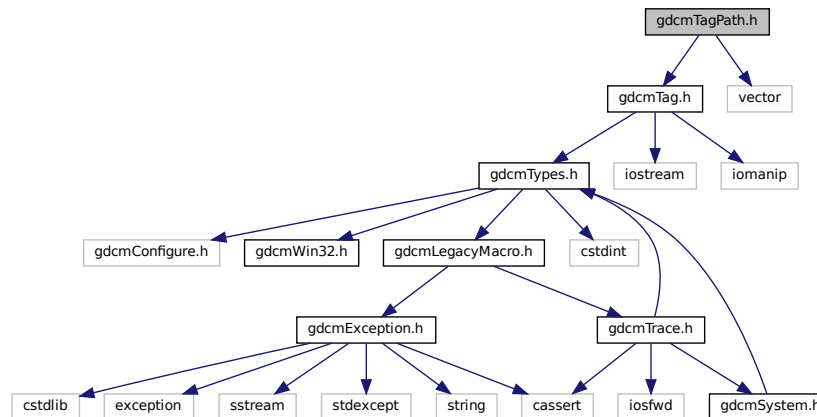 gdcmTagPath.h
gdcmTag.h
vector
gdcmTypes.h
iostream
iomanip
gdcmConfigure.h
gdcmWin32.h
gdcmLegacyMacro.h
cstdint
gdcmException.h
gdcmTrace.h
cstdlib
exception
sstream
stdexcept
string
cassert
iosfwd
gdcmSystem.h